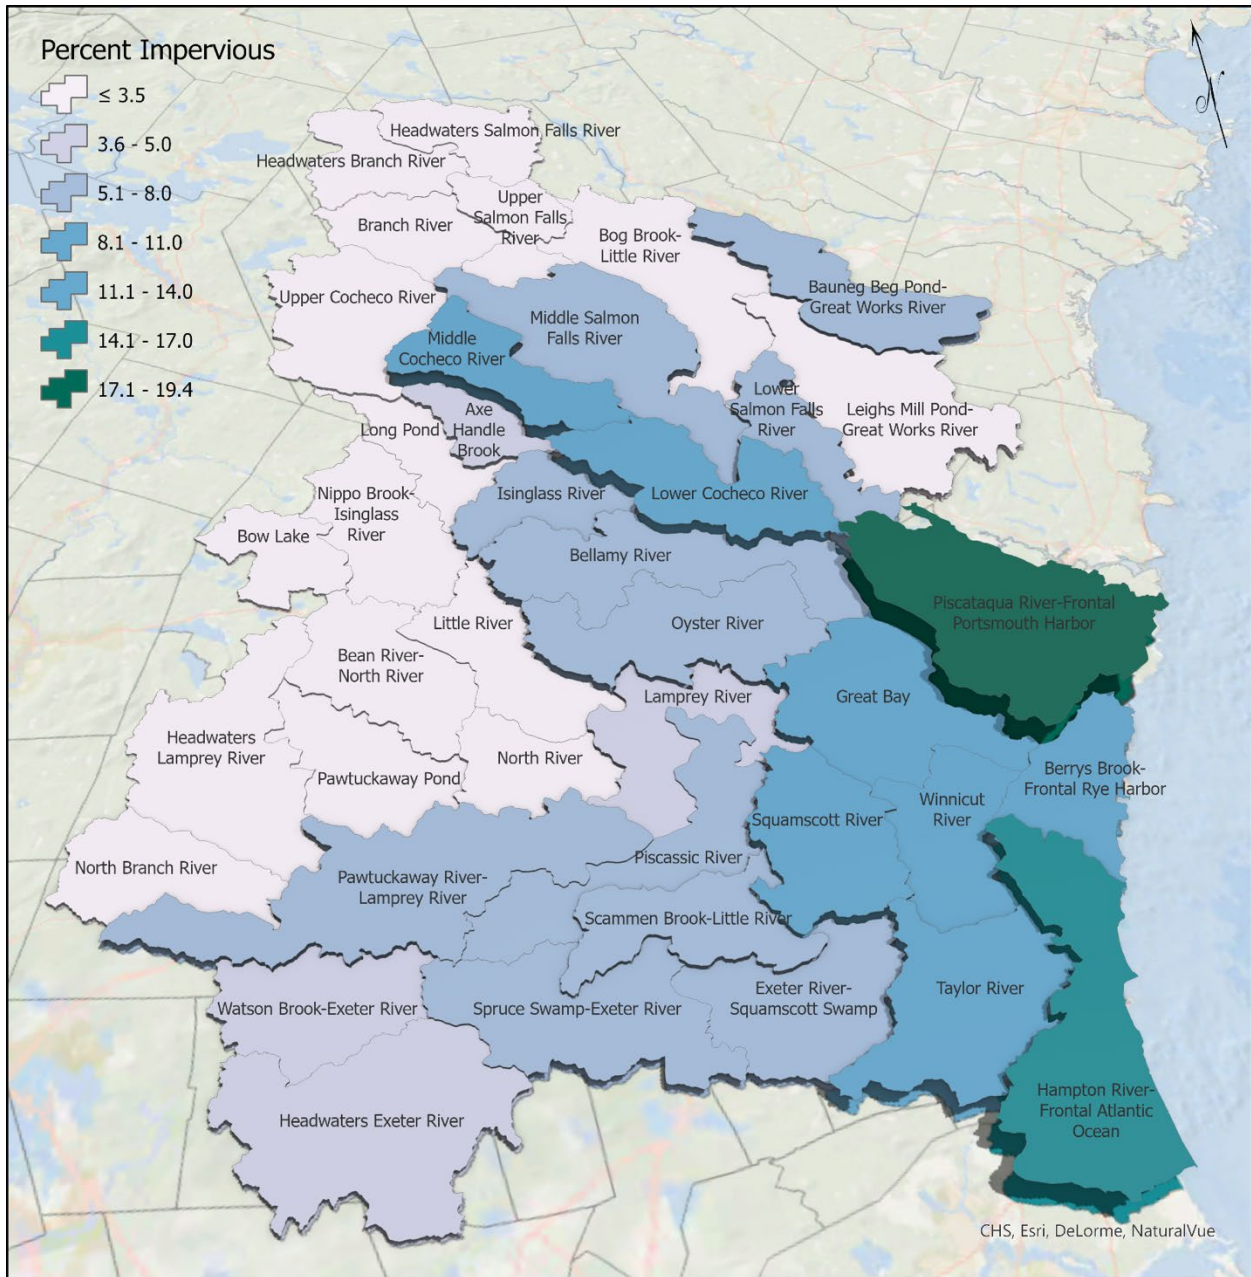 Percent Impervious
≤ 3.5
3.6 - 5.0
5.1 - 8.0
8.1 - 11.0
11.1 - 14.0
14.1 - 17.0
17.1 - 19.4
N
Headwaters Salmon Falls River
Headwaters Branch River
Upper
Salmon Falls
River
Branch River
Bog Brook-
Little River
Bauneg Beg Pond-
Great Works River
Upper Cocheco River
Middle Salmon
Falls River
Middle
Cocheco River
Axe
Handle
Brook
Long Pond
Lower
Salmon Falls
River
Leighs Mill Pond-
Great Works River
Nippo Brook-
Isinglass
River
Isinglass River
Lower Cocheco River
Bow Lake
Bellamy River
Piscataqua River-Frontal
Portsmouth Harbor
Little River
Oyster River
Bean River-
North River
Lamprey River
Great Bay
Headwaters
Lamprey River
Pawtuckaway Pond
North River
Berrys Brook-
Frontal Rye Harbor
Winnicut
River
Squamscott River
North Branch River
Piscassic River
Pawtuckaway River-
Lamprey River
Scammen Brook-Little River
Watson Brook-Exeter River
Spruce Swamp-Exeter River
Exeter River-
Squamscott Swamp
Taylor River
Headwaters Exeter River
Hampton River-
Frontal Atlantic
Ocean
CHS, Esri, DeLorme, NaturalVue